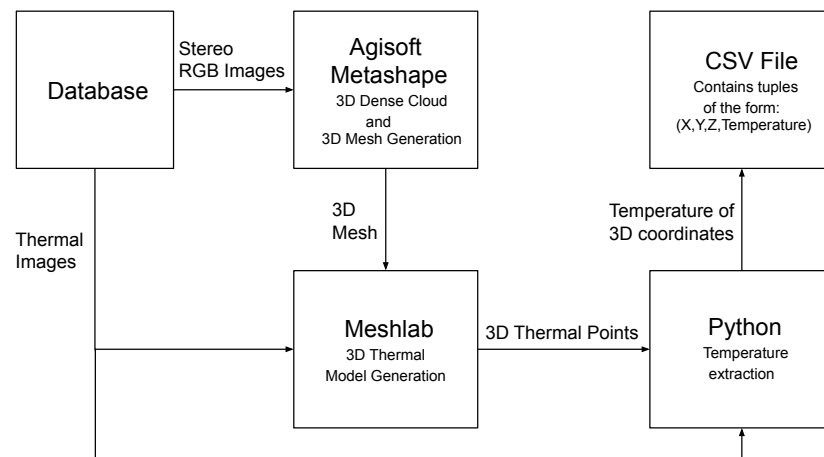 Database
Stereo
RGB Images
Agisoft
Metashape
3D Dense Cloud
and
3D Mesh Generation
CSV File
Contains tuples
of the form:
(X,Y,Z,Temperature)
Thermal
Images
3D
Mesh
Temperature of
3D coordinates
Meshlab
3D Thermal
Model Generation
3D Thermal Points
Python
Temperature
extraction